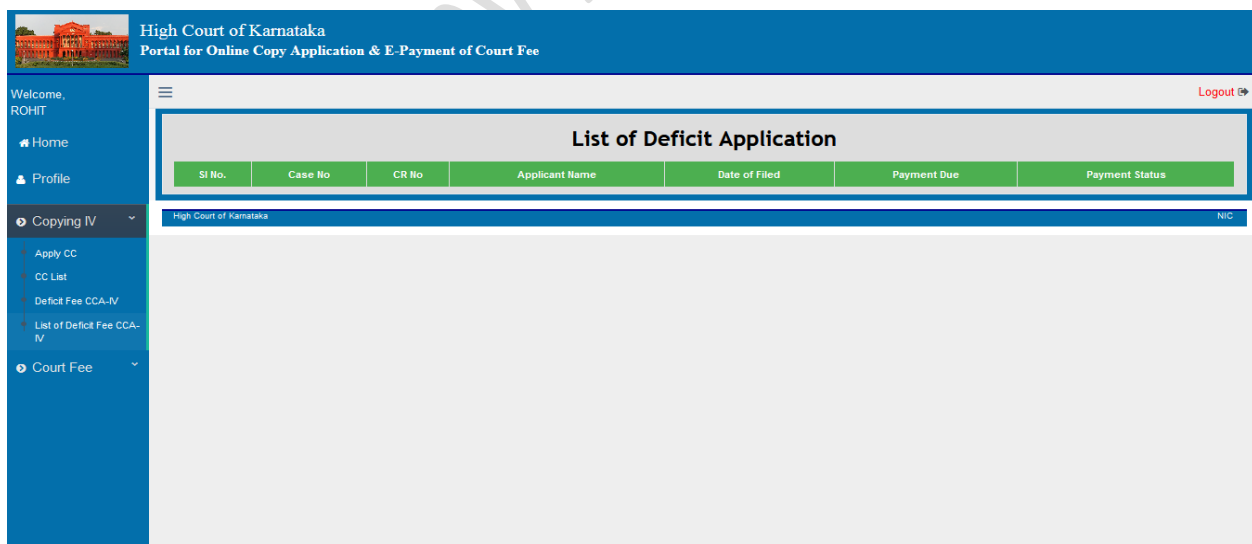 High Court of Karnataka
Portal for Online Copy Application & E-Payment of Court Fee
Welcome,
ROHIT
Logout
Home
Profile
Copying IV
Apply CC
CC List
Deficit Fee CCA-IV
List of Deficit Fee CCA-
IV
Court Fee
List of Deficit Application
Sl No. Case No CR No Applicant Name Date of Filed Payment Due Payment Status
High Court of Karnataka NIC